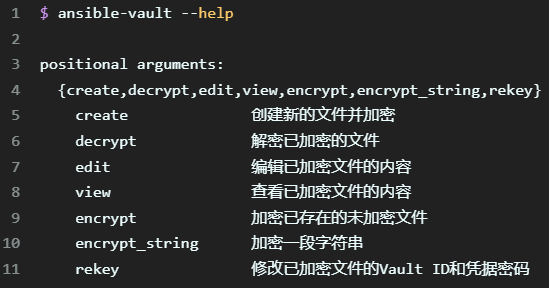 1 $ ansible-vault --help
2
3 positional arguments:
4 {create,decrypt,edit,view,encrypt,encrypt_string,rekey}
5 create 创建新的文件并加密
6 decrypt 解密已加密的文件
7 edit 编辑已加密文件的内容
8 view 查看已加密文件的内容
9 encrypt 加密已存在的未加密文件
10 encrypt_string 加密一段字符串
11 rekey 修改已加密文件的Vault ID和凭据密码